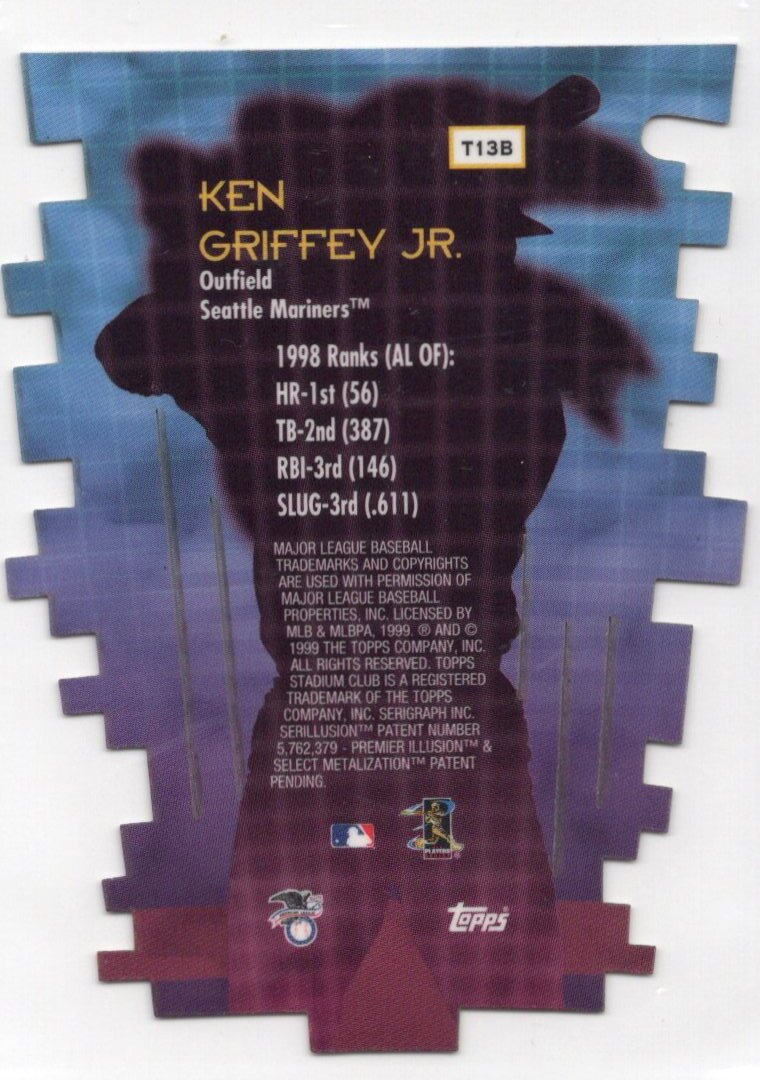 T13B
KEN
GRIFFEY JR.
Outfield
Seattle Mariners™
1998 Ranks (AL OF):
HR-1st (56)
TB-2nd (387)
RBI-3rd (146)
SLUG-3rd (.611)
MAJOR LEAGUE BASEBALL
TRADEMARKS AND COPYRIGHTS
ARE USED WITH PERMISSION OF
MAJOR LEAGUE BASEBALL
PROPERTIES, INC. LICENSED BY
MLB & MLBPA, 1999. ® AND ©
1999 THE TOPPS COMPANY, INC.
ALL RIGHTS RESERVED. TOPPS
STADIUM CLUB IS A REGISTERED
TRADEMARK OF THE TOPPS
COMPANY, INC. SERIGRAPH INC.
SERILLUSION™ PATENT NUMBER
5,762,379 - PREMIER ILLUSION™ &
SELECT METALIZATION™ PATENT
PENDING.
PLAYERS
topps®